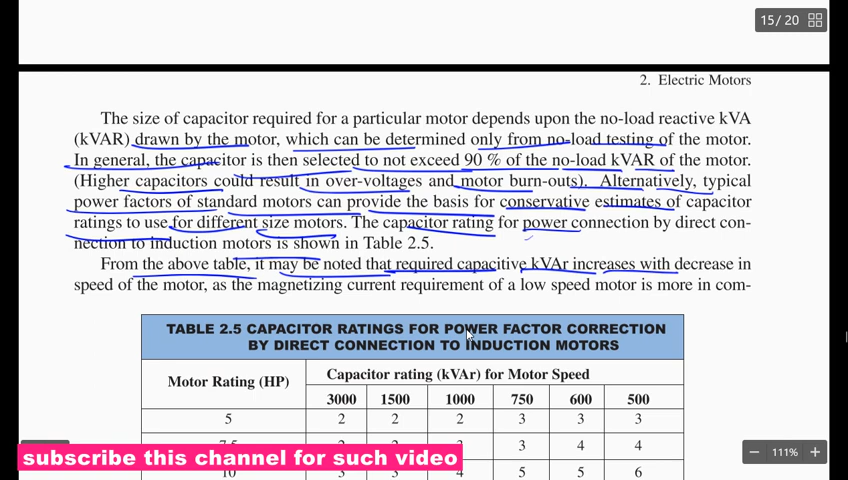 15/ 20
2. Electric Motors
The size of capacitor required for a particular motor depends upon the no-load reactive kVA
(kVAR) drawn by the motor, which can be determined only from no-load testing of the motor.
In general, the capacitor is then selected to not exceed 90 % of the no-load kVAR of the motor.
(Higher capacitors could result in over-voltages and motor burn-outs). Alternatively, typical
power factors of standard motors can provide the basis for conservative estimates of capacitor
ratings to use for different size motors. The capacitor rating for power connection by direct con-
nection to induction motors is shown in Table 2.5.
From the above table, it may be noted that required capacitive kVAr increases with decrease in
speed of the motor, as the magnetizing current requirement of a low speed motor is more in com-
TABLE 2.5 CAPACITOR RATINGS FOR POWER FACTOR CORRECTION
BY DIRECT CONNECTION TO INDUCTION MOTORS
Motor Rating (HP) Capacitor rating (kVAr) for Motor Speed
3000 1500 1000 750 600 500
5 2 2 2 3 3 3
3 4 4
10 4 5 5 6
subscribe this channel for such video
111%